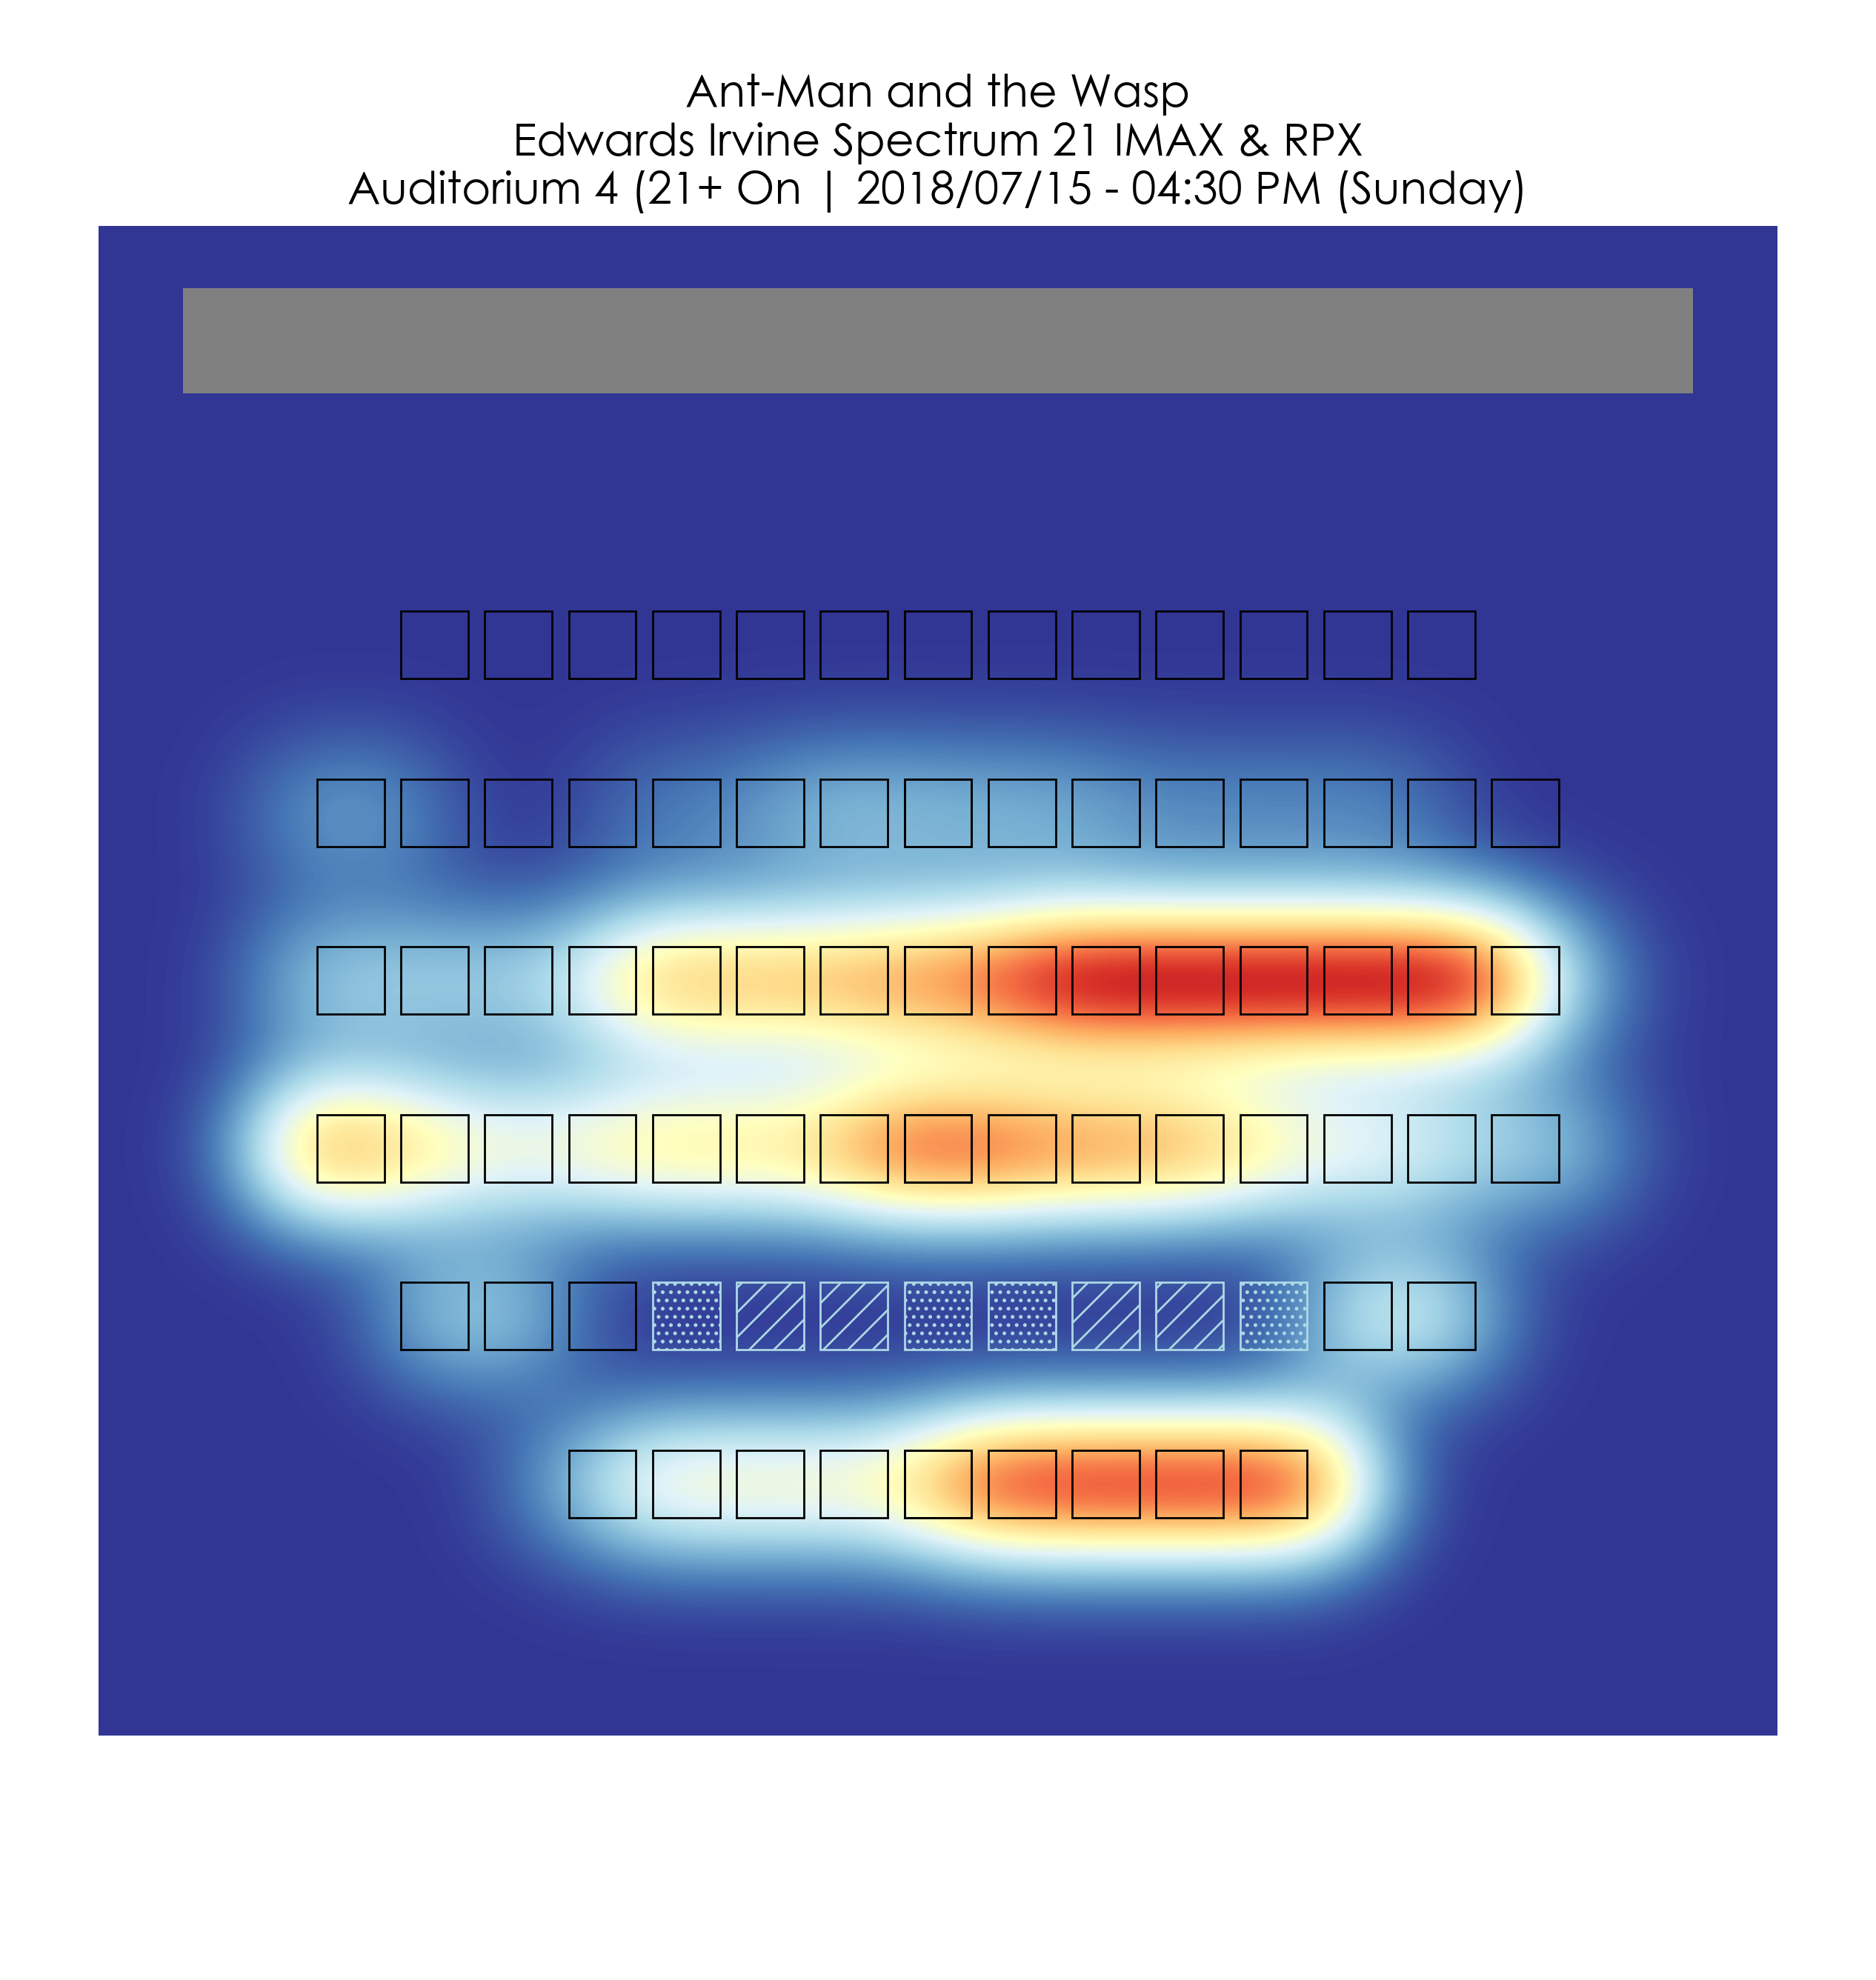 Ant-Man and the Wasp
Edwards Irvine Spectrum 21 IMAX & RPX
Auditorium 4 (21+ On | 2018/07/15 - 04:30 PM (Sunday)